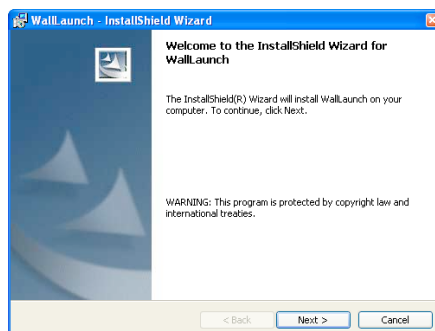 WallLaunch - InstallShield Wizard
Welcome to the InstallShield Wizard for
WallLaunch
The InstallShield(R) Wizard will install WallLaunch on your
computer. To continue, click Next.
WARNING: This program is protected by copyright law and
international treaties.
< Back
Next >
Cancel